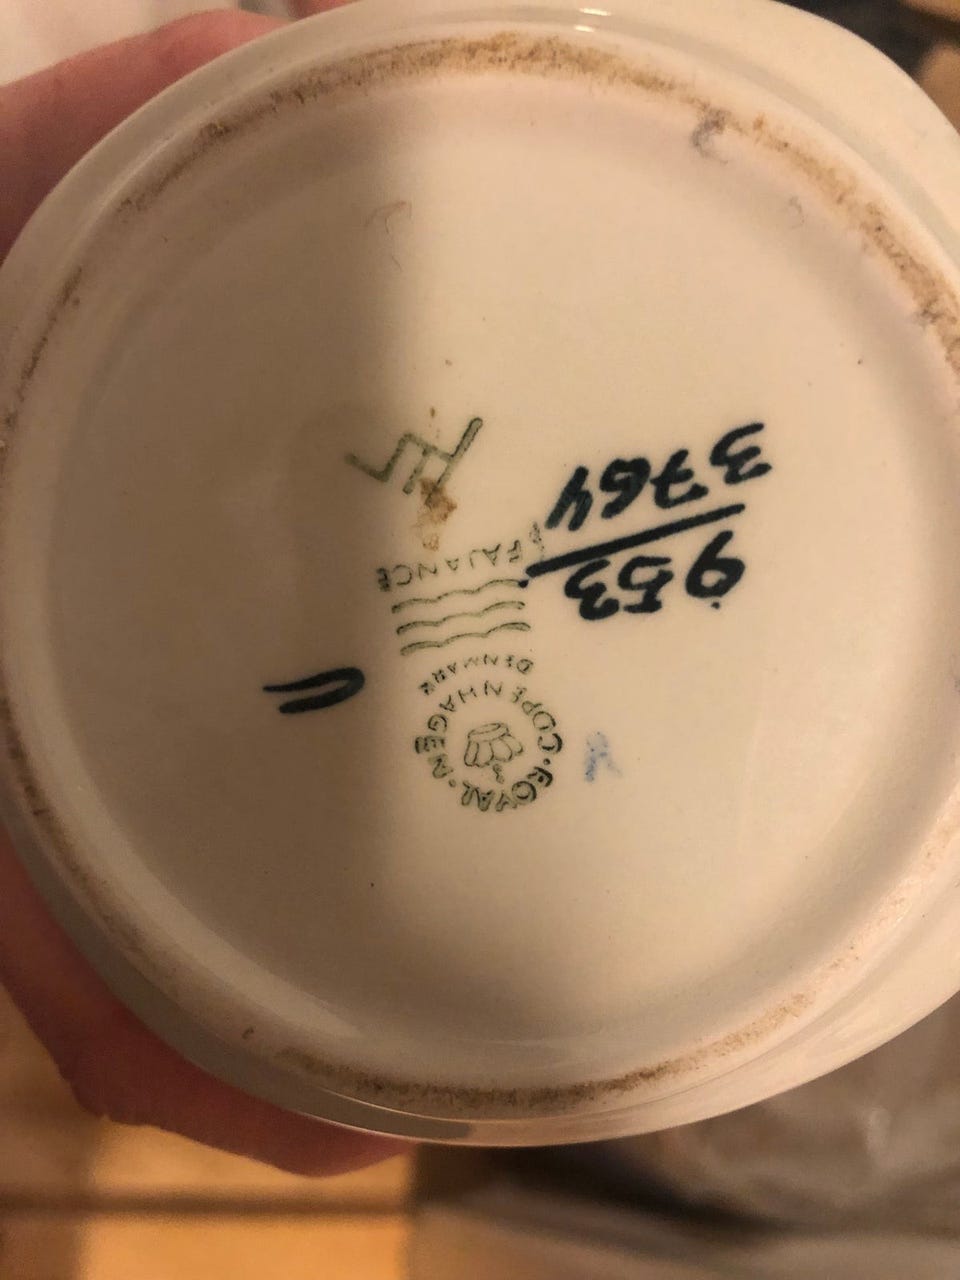 ROYAL · COPENHAGEN ·
DENMARK
FAJANCE
953
3764